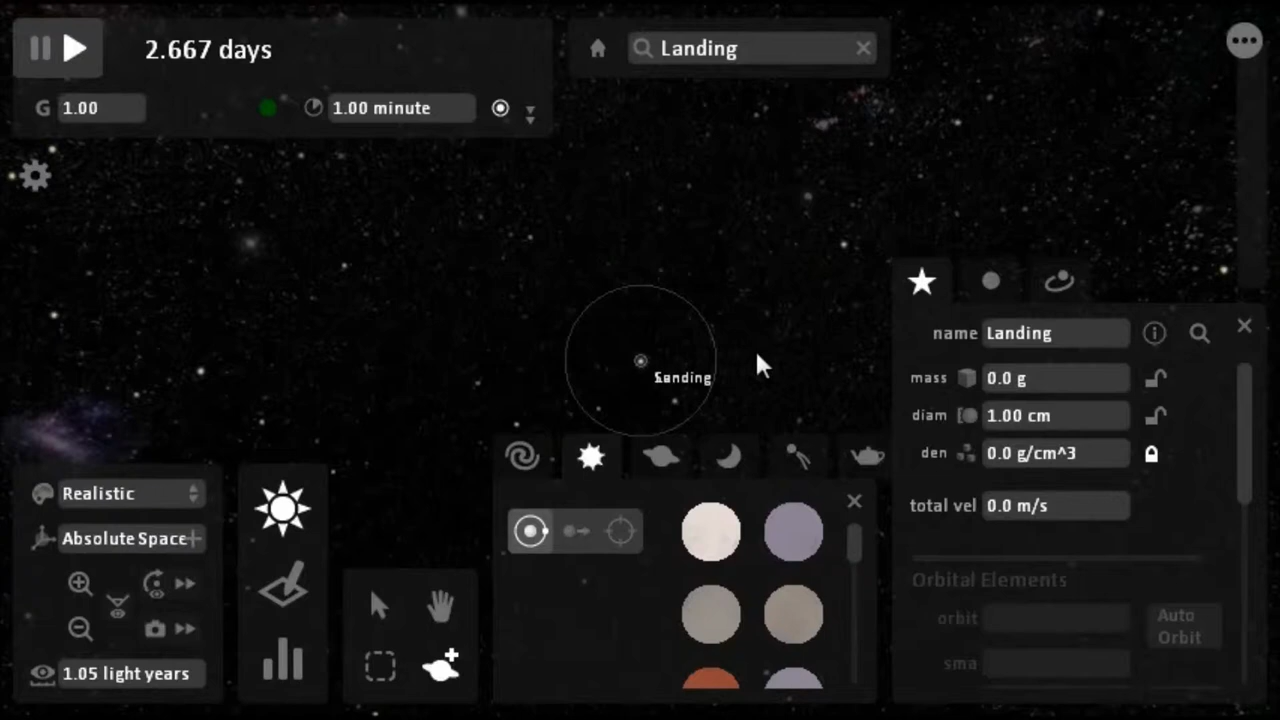 2.667 days
Landing
G 1.00
1.00 minute
name Landing
mass 0.0 g
diam 1.00 cm
den 0.0 g/cm^3
total vel 0.0 m/s
Orbital Elements
orbit
Auto
Orbit
sma
Realistic
Absolute Space
1.05 light years